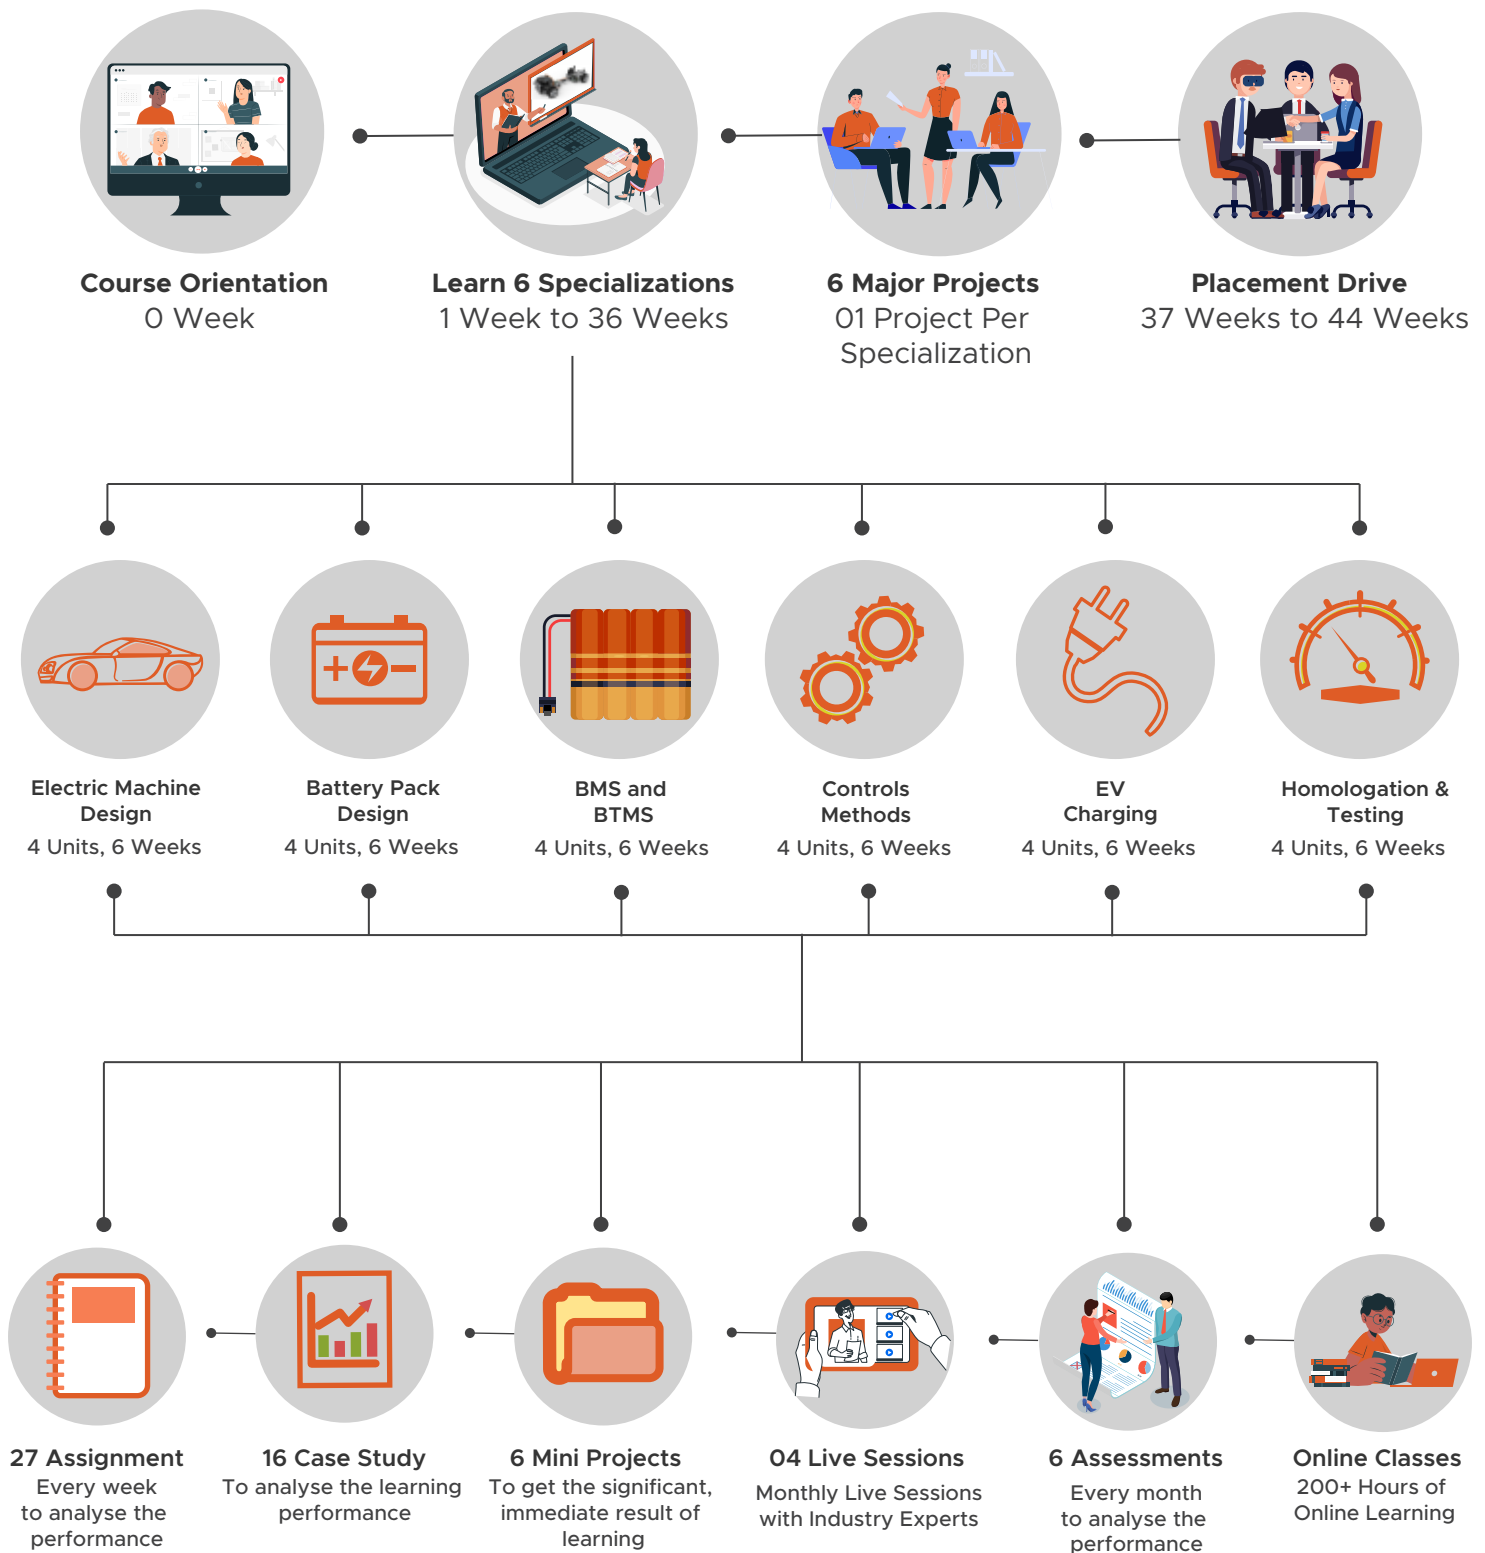 Course Orientation
0 Week
Learn 6 Specializations
1 Week to 36 Weeks
6 Major Projects
01 Project Per
Specialization
Placement Drive
37 Weeks to 44 Weeks
Electric Machine
Design
4 Units, 6 Weeks
Battery Pack
Design
4 Units, 6 Weeks
BMS and
BTMS
4 Units, 6 Weeks
Controls
Methods
4 Units, 6 Weeks
EV
Charging
4 Units, 6 Weeks
Homologation &
Testing
4 Units, 6 Weeks
27 Assignment
Every week
to analyse the
performance
16 Case Study
To analyse the learning
performance
6 Mini Projects
To get the significant,
immediate result of
learning
04 Live Sessions
Monthly Live Sessions
with Industry Experts
6 Assessments
Every month
to analyse the
performance
Online Classes
200+ Hours of
Online Learning